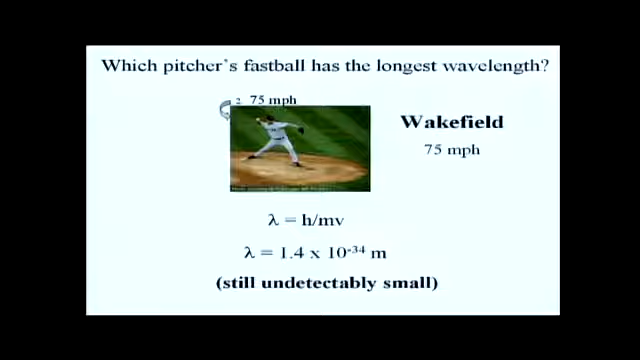 Which pitcher's fastball has the longest wavelength?
2. 75 mph
Wakefield
75 mph
λ = h/mv
λ = 1.4 x 10⁻³⁴ m
(still undetectably small)